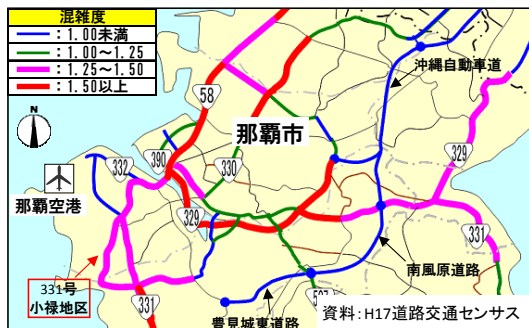 混雑度
：1.00未満
：1.00～1.25
：1.25～1.50
：1.50以上
沖縄自動車道
58
N
那覇市
390
332
330
329
那覇空港
329
331
331号
小禄地区
南風原道路
331
豊見城東道路
資料：H17道路交通センサス